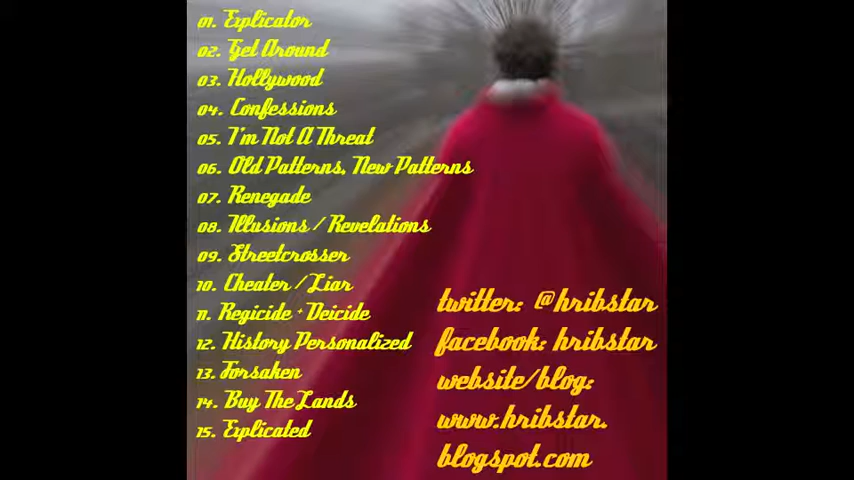 01. Explicator
02. Get Around
03. Hollywood
04. Confessions
05. I'm Not A Threat
06. Old Patterns, New Patterns
07. Renegade
08. Illusions / Revelations
09. Streetcrosser
10. Cheater / Liar
11. Regicide + Deicide
12. History Personalized
13. Forsaken
14. Buy The Lands
15. Explicated
twitter: @hribstar
facebook: hribstar
website/blog:
www.hribstar.
blogspot.com